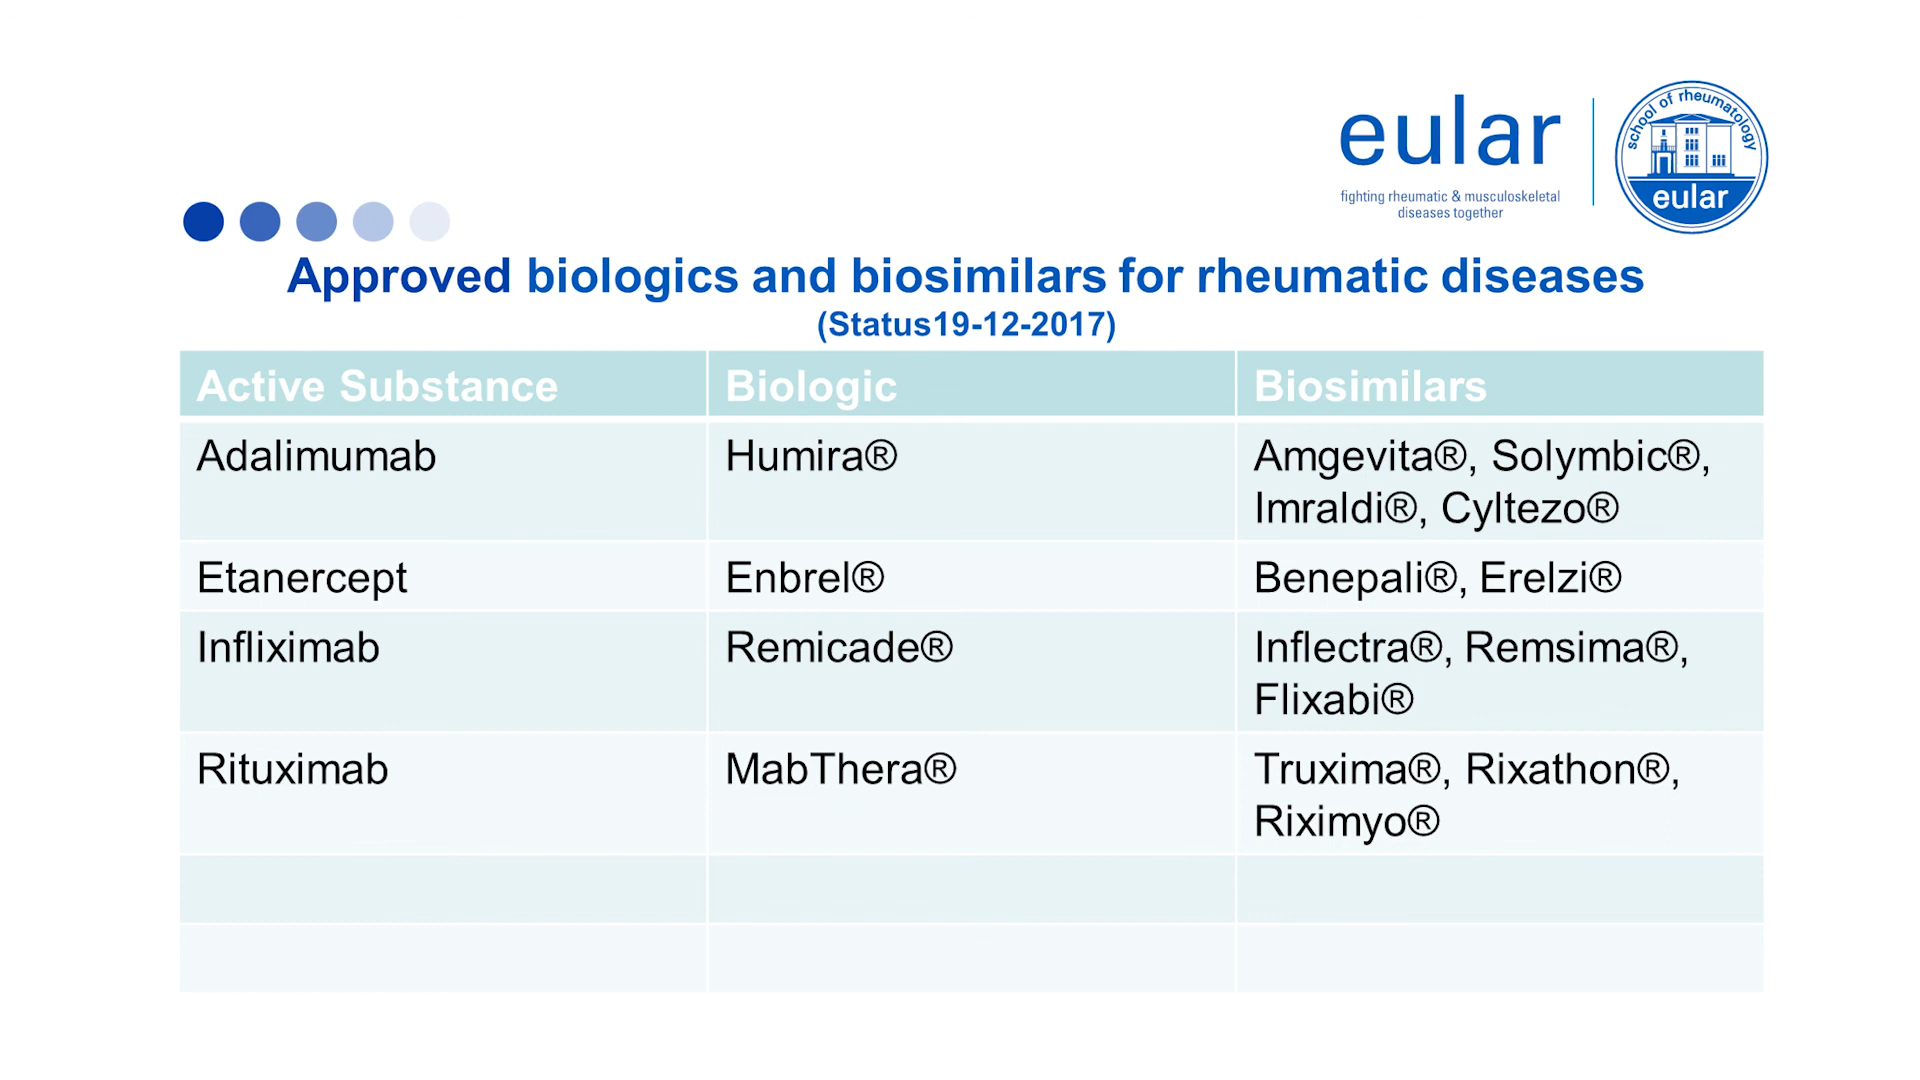 eular
fighting rheumatic & musculoskeletal
diseases together
school of rheumatology
eular
Approved biologics and biosimilars for rheumatic diseases
(Status19-12-2017)
Active Substance Biologic Biosimilars
Adalimumab Humira® Amgevita®, Solymbic®,
Imraldi®, Cyltezo®
Etanercept Enbrel® Benepali®, Erelzi®
Infliximab Remicade® Inflectra®, Remsima®,
Flixabi®
Rituximab MabThera® Truxima®, Rixathon®,
Riximyo®